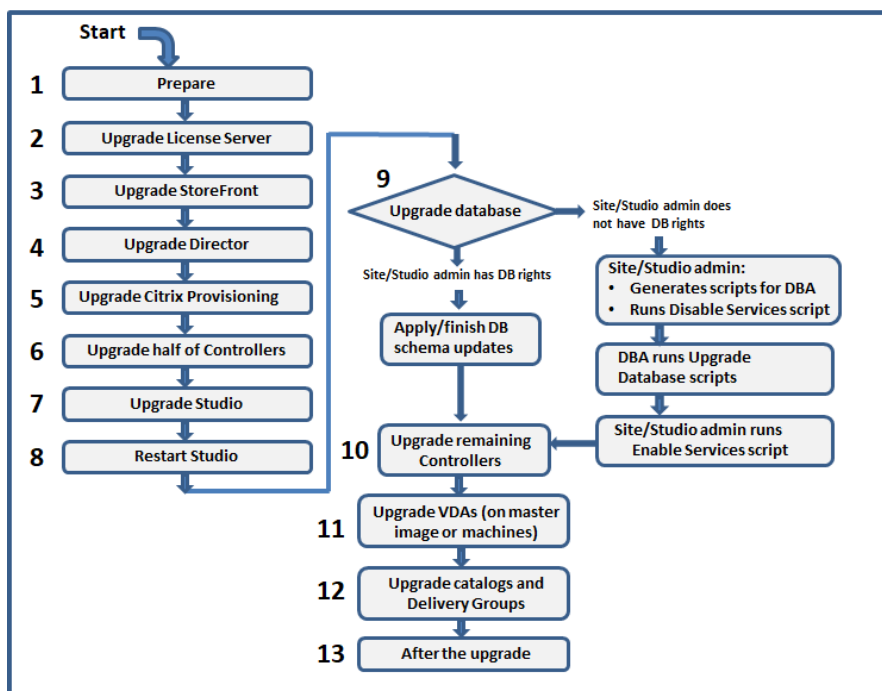 Start
1
Prepare
2
Upgrade License Server
3
Upgrade StoreFront
4
Upgrade Director
5
Upgrade Citrix Provisioning
6
Upgrade half of Controllers
7
Upgrade Studio
8
Restart Studio
9
Upgrade database
Site/Studio admin has DB rights
Apply/finish DB
schema updates
Site/Studio admin does
not have DB rights
Site/Studio admin:
• Generates scripts for DBA
• Runs Disable Services script
DBA runs Upgrade
Database scripts
Site/Studio admin runs
Enable Services script
10
Upgrade remaining
Controllers
11
Upgrade VDAs (on master
image or machines)
12
Upgrade catalogs and
Delivery Groups
13
After the upgrade